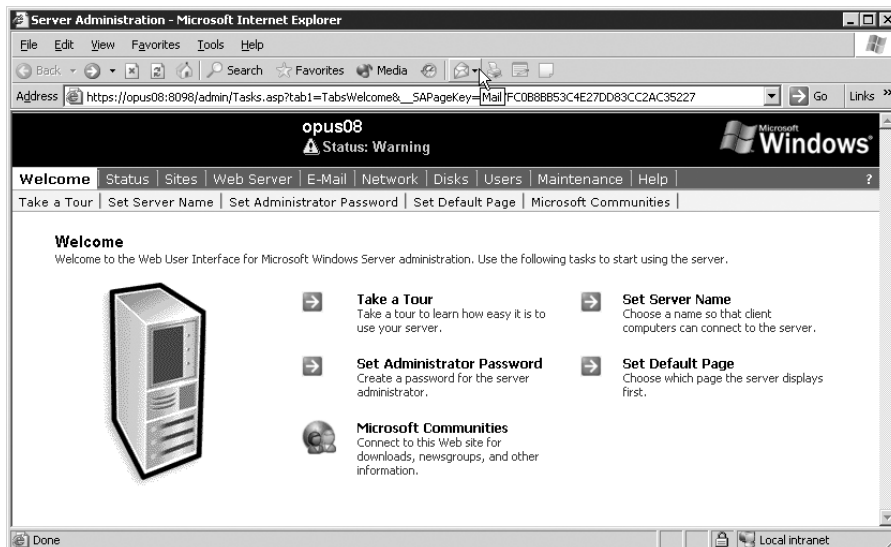 Server Administration - Microsoft Internet Explorer
File Edit View Favorites Tools Help
Back Search Favorites Media
Address https://opus08:8098/admin/Tasks.asp?tab1=TabsWelcome&__SAPageKey= Mail FC0B8BB53C4E27DD83CC2AC35227 Go Links »
opus08
Status: Warning
Microsoft
Windows
Welcome Status Sites Web Server E-Mail Network Disks Users Maintenance Help ?
Take a Tour Set Server Name Set Administrator Password Set Default Page Microsoft Communities
Welcome
Welcome to the Web User Interface for Microsoft Windows Server administration. Use the following tasks to start using the server.
Take a Tour
Take a tour to learn how easy it is to
use your server.
Set Server Name
Choose a name so that client
computers can connect to the server.
Set Administrator Password
Create a password for the server
administrator.
Set Default Page
Choose which page the server displays
first.
Microsoft Communities
Connect to this Web site for
downloads, newsgroups, and other
information.
Done Local intranet